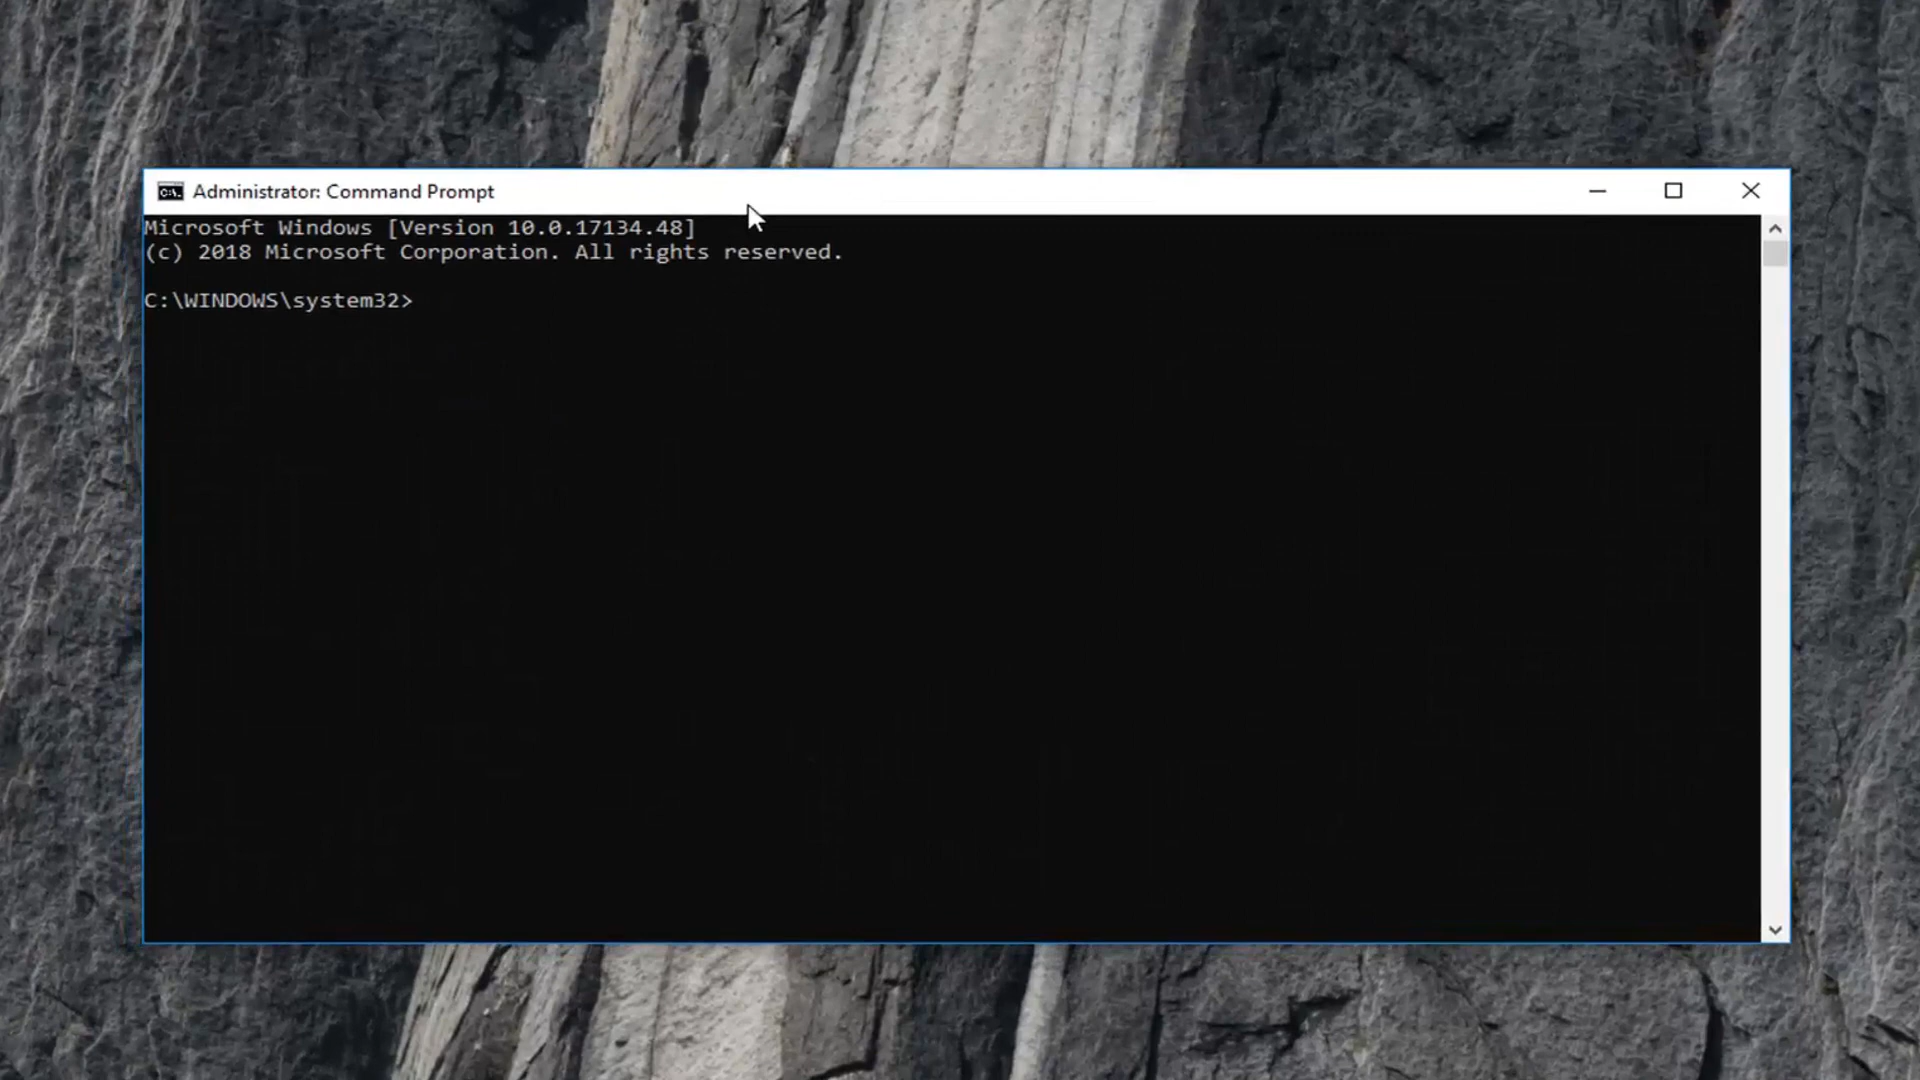 Administrator: Command Prompt
Microsoft Windows [Version 10.0.17134.48]
(c) 2018 Microsoft Corporation. All rights reserved.
C:\WINDOWS\system32>